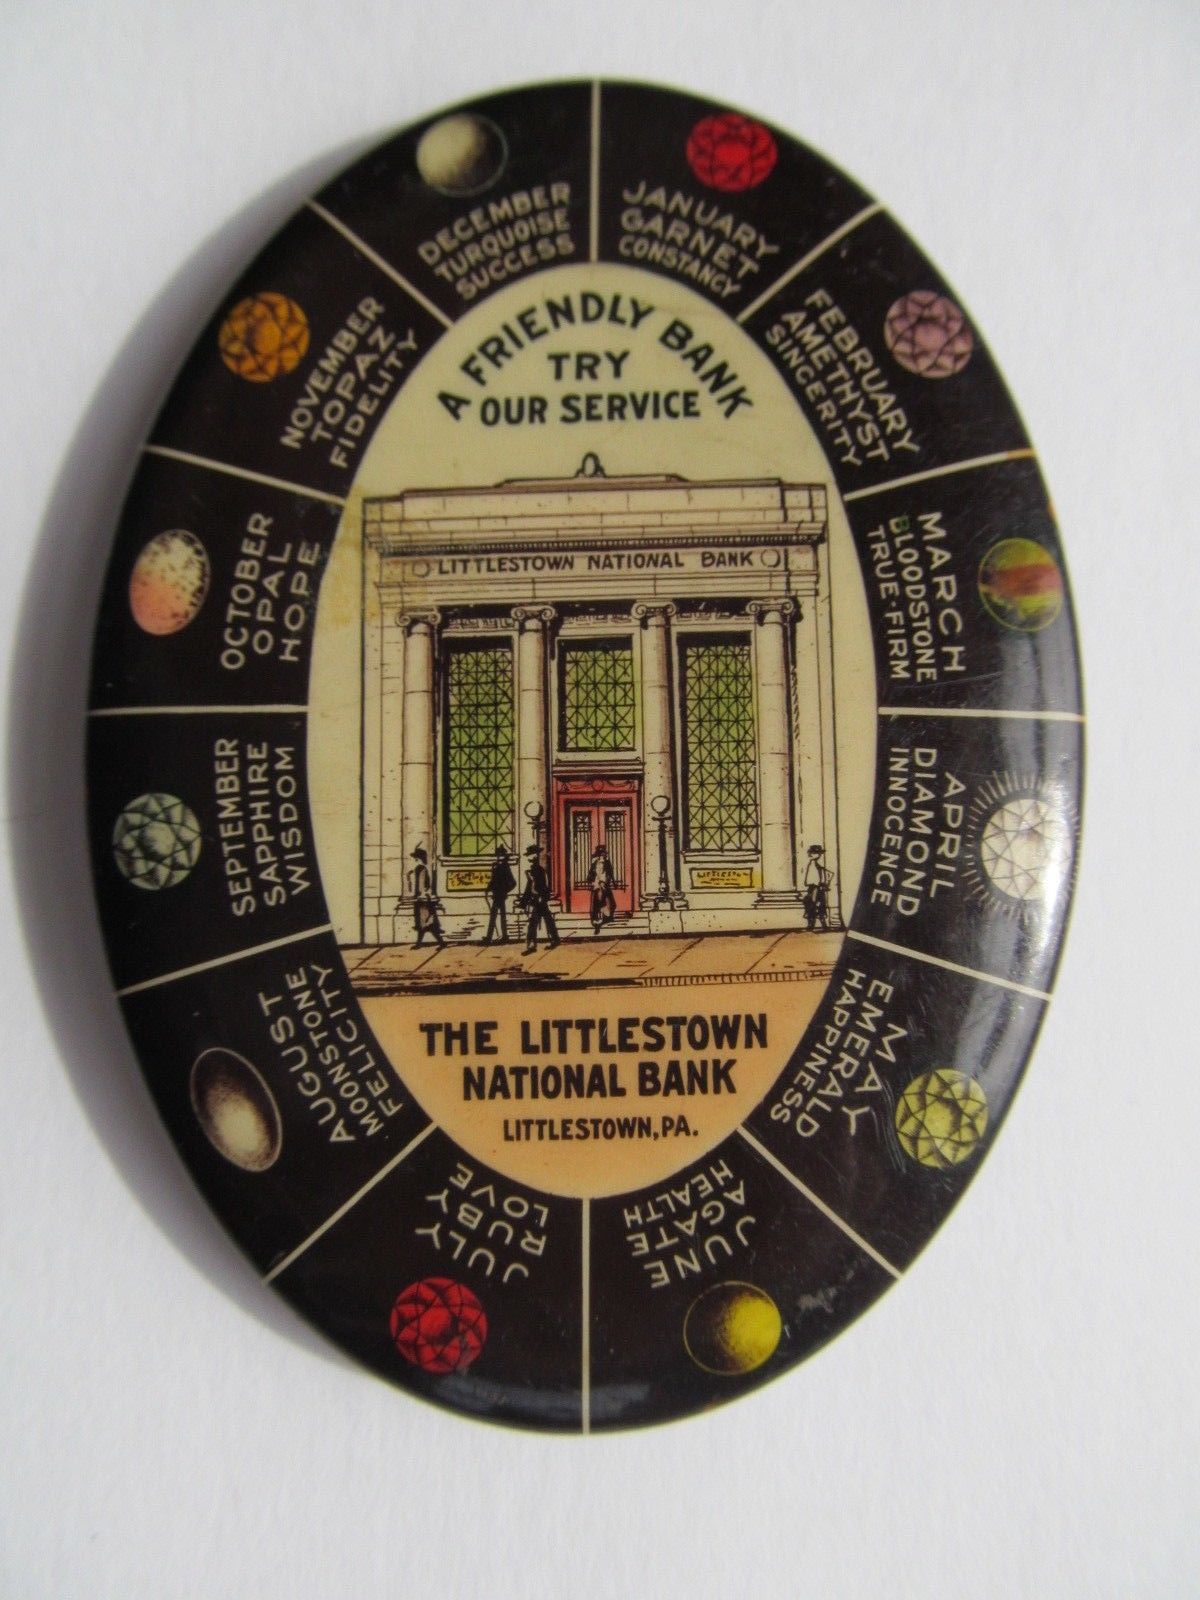 A FRIENDLY BANK
TRY
OUR SERVICE
LITTLESTOWN NATIONAL BANK
LITTLESTOWN
THE LITTLESTOWN
NATIONAL BANK
LITTLESTOWN, PA.
JANUARY
GARNET
CONSTANCY
FEBRUARY
AMETHYST
SINCERITY
MARCH
BLOODSTONE
TRUE-FIRM
APRIL
DIAMOND
INNOCENCE
MAY
EMERALD
HAPPINESS
JUNE
AGATE
HEALTH
JULY
RUBY
LOVE
AUGUST
MOONSTONE
FELICITY
SEPTEMBER
SAPPHIRE
WISDOM
OCTOBER
OPAL
HOPE
NOVEMBER
TOPAZ
FIDELITY
DECEMBER
TURQUOISE
SUCCESS